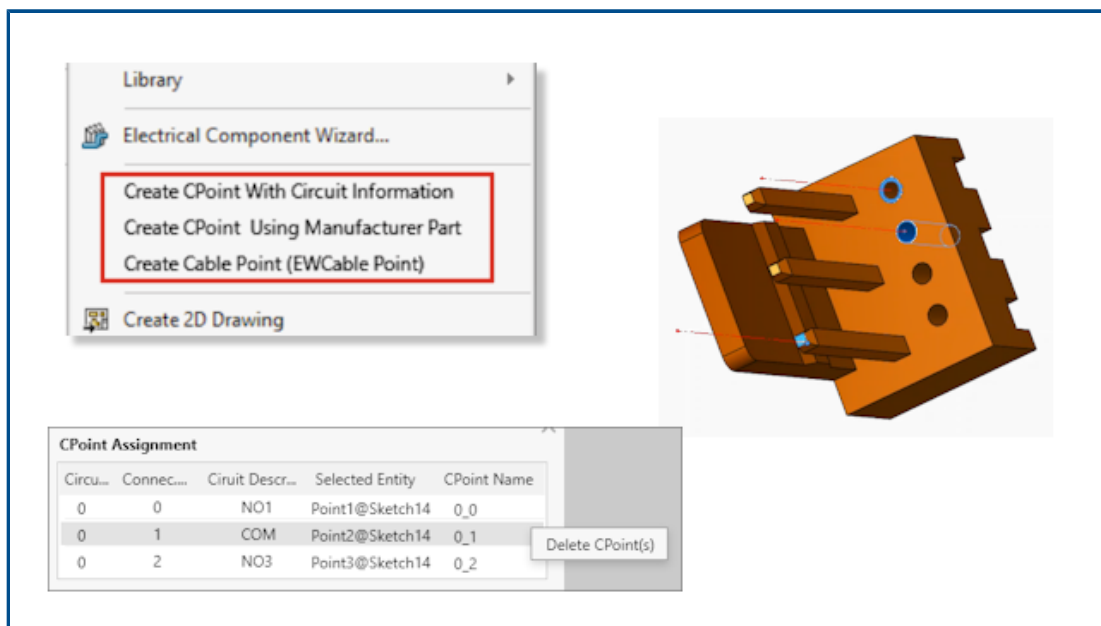 Library
Electrical Component Wizard...
Create CPoint With Circuit Information
Create CPoint Using Manufacturer Part
Create Cable Point (EWCable Point)
Create 2D Drawing
CPoint Assignment
Circu... Connec.... Ciruit Descr... Selected Entity CPoint Name
0 0 NO1 Point1@Sketch14 0_0
0 1 COM Point2@Sketch14 0_1
Delete CPoint(s)
0 2 NO3 Point3@Sketch14 0_2